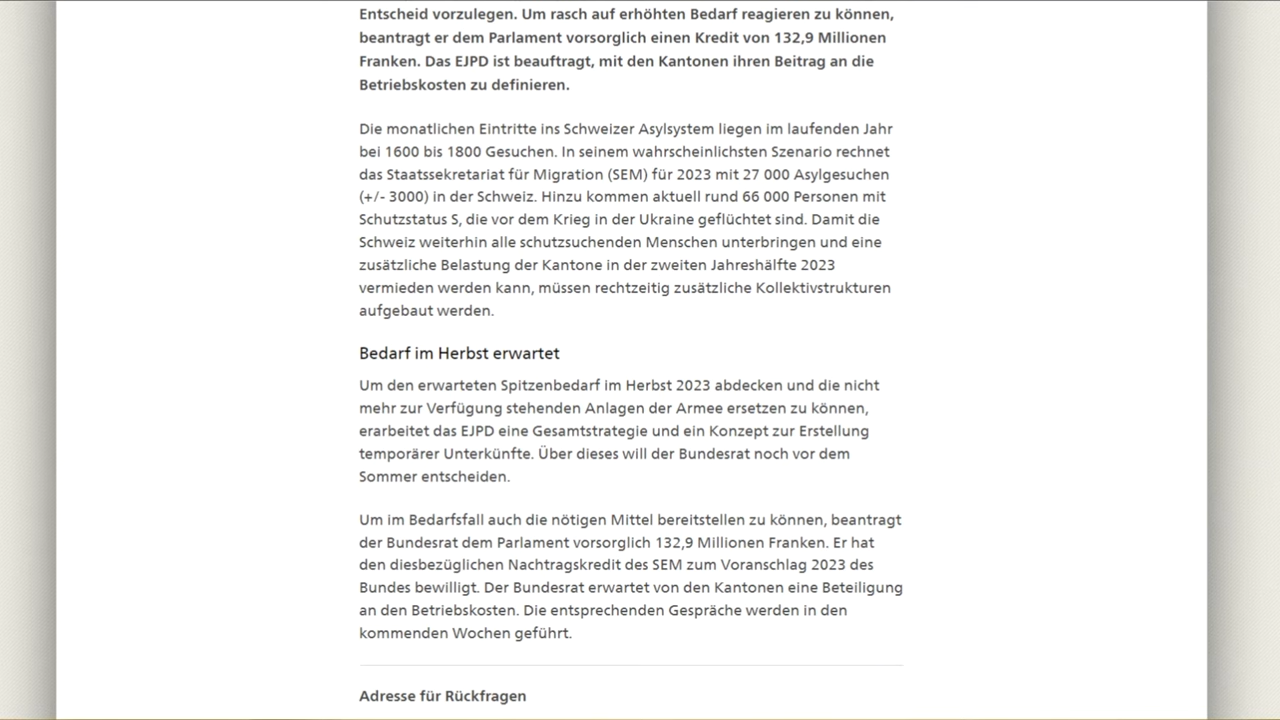 Entscheid vorzulegen. Um rasch auf erhöhten Bedarf reagieren zu können,
beantragt er dem Parlament vorsorglich einen Kredit von 132,9 Millionen
Franken. Das EJPD ist beauftragt, mit den Kantonen ihren Beitrag an die
Betriebskosten zu definieren.
Die monatlichen Eintritte ins Schweizer Asylsystem liegen im laufenden Jahr
bei 1600 bis 1800 Gesuchen. In seinem wahrscheinlichsten Szenario rechnet
das Staatssekretariat für Migration (SEM) für 2023 mit 27 000 Asylgesuchen
(+/- 3000) in der Schweiz. Hinzu kommen aktuell rund 66 000 Personen mit
Schutzstatus S, die vor dem Krieg in der Ukraine geflüchtet sind. Damit die
Schweiz weiterhin alle schutzsuchenden Menschen unterbringen und eine
zusätzliche Belastung der Kantone in der zweiten Jahreshälfte 2023
vermieden werden kann, müssen rechtzeitig zusätzliche Kollektivstrukturen
aufgebaut werden.
Bedarf im Herbst erwartet
Um den erwarteten Spitzenbedarf im Herbst 2023 abdecken und die nicht
mehr zur Verfügung stehenden Anlagen der Armee ersetzen zu können,
erarbeitet das EJPD eine Gesamtstrategie und ein Konzept zur Erstellung
temporärer Unterkünfte. Über dieses will der Bundesrat noch vor dem
Sommer entscheiden.
Um im Bedarfsfall auch die nötigen Mittel bereitstellen zu können, beantragt
der Bundesrat dem Parlament vorsorglich 132,9 Millionen Franken. Er hat
den diesbezüglichen Nachtragskredit des SEM zum Voranschlag 2023 des
Bundes bewilligt. Der Bundesrat erwartet von den Kantonen eine Beteiligung
an den Betriebskosten. Die entsprechenden Gespräche werden in den
kommenden Wochen geführt.
Adresse für Rückfragen